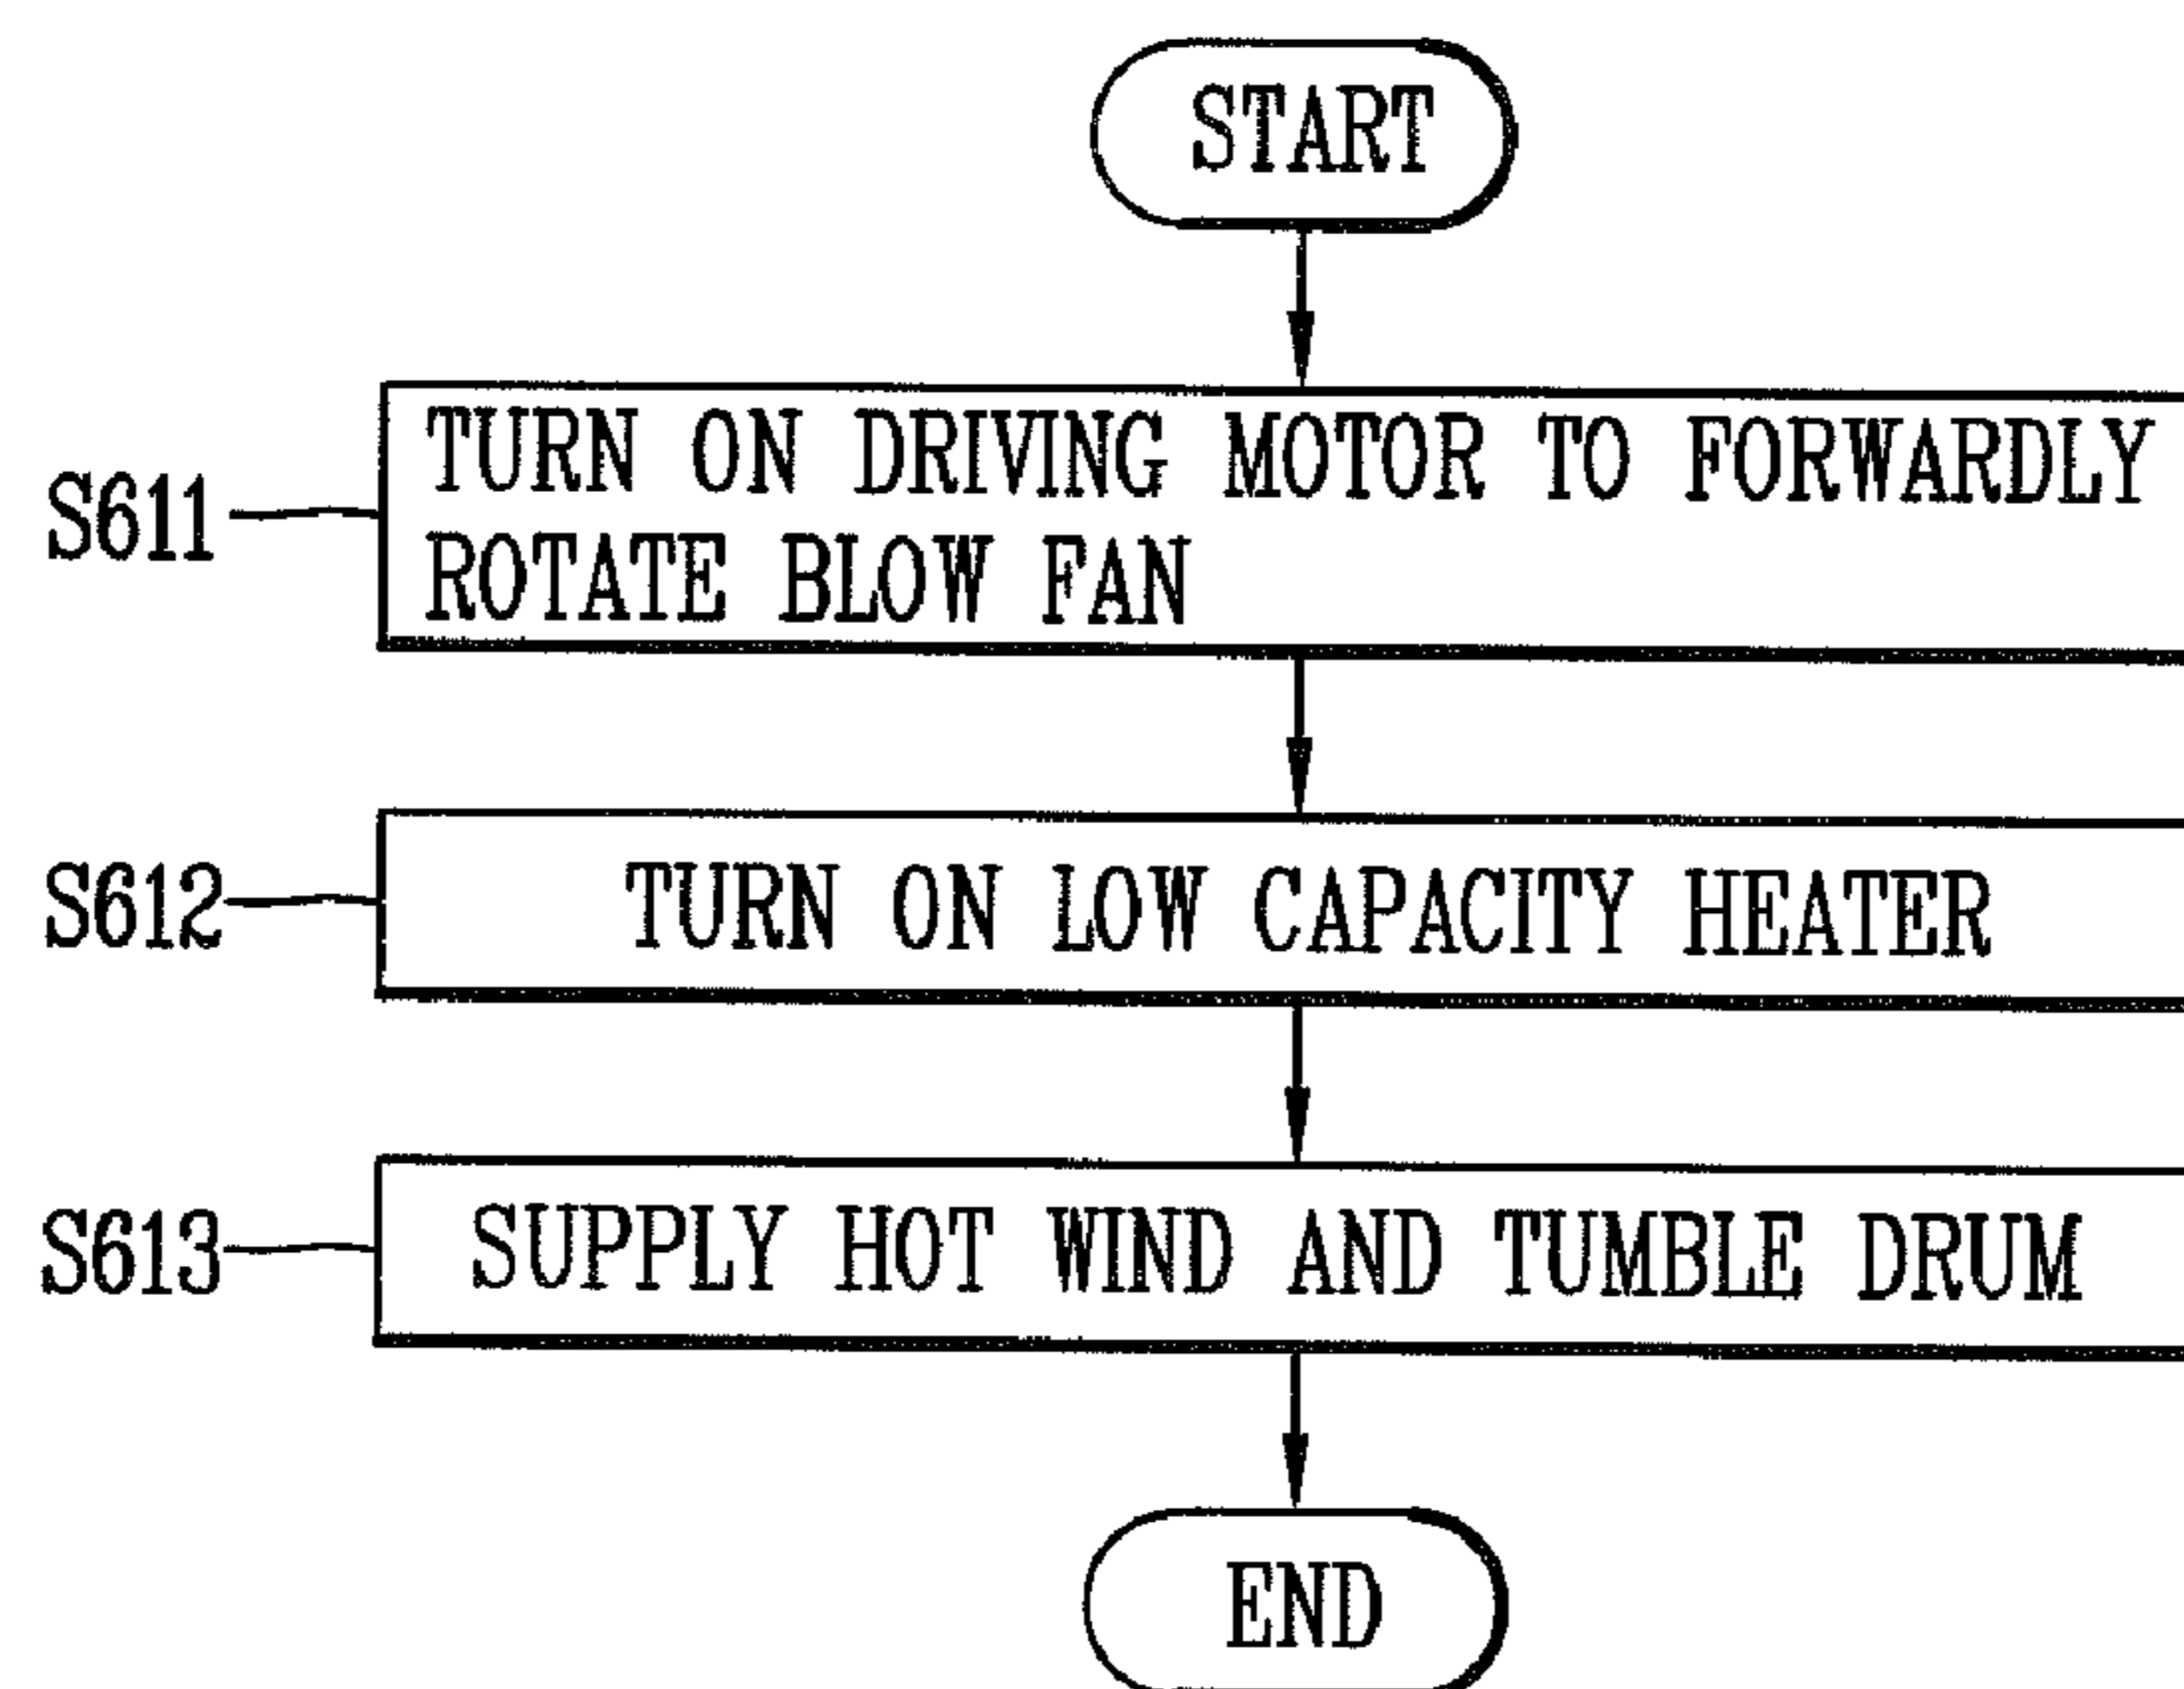 START
S611
TURN ON DRIVING MOTOR TO FORWARDLY
ROTATE BLOW FAN
S612
TURN ON LOW CAPACITY HEATER
S613
SUPPLY HOT WIND AND TUMBLE DRUM
END